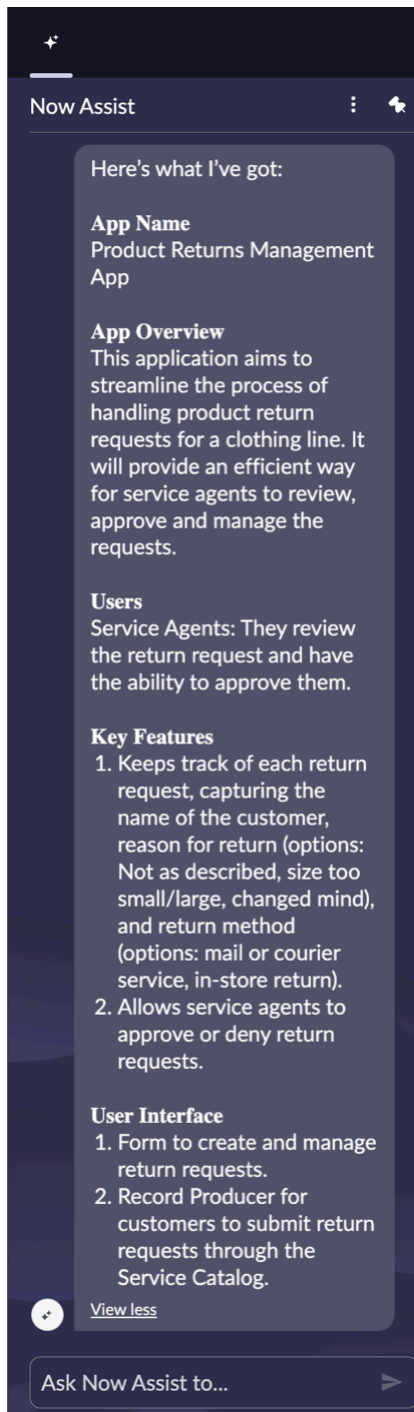 Now Assist
Here's what I've got:
App Name
Product Returns Management
App
App Overview
This application aims to
streamline the process of
handling product return
requests for a clothing line. It
will provide an efficient way
for service agents to review,
approve and manage the
requests.
Users
Service Agents: They review
the return request and have
the ability to approve them.
Key Features
1. Keeps track of each return
request, capturing the
name of the customer,
reason for return (options:
Not as described, size too
small/large, changed mind),
and return method
(options: mail or courier
service, in-store return).
2. Allows service agents to
approve or deny return
requests.
User Interface
1. Form to create and manage
return requests.
2. Record Producer for
customers to submit return
requests through the
Service Catalog.
View less
Ask Now Assist to...